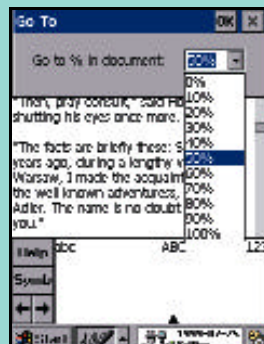 Go To OK ×
Go to % in document: 50%
0%
10%
20%
30%
40%
50%
60%
70%
80%
90%
100%
"Then, pray consult," said
shutting his eyes once more.
"The facts are briefly these: S
years ago, during a lengthy v
Warsaw, I made the acquaint
the well known adventuress,
Adler. The name is no doubt
you."
Help abc ABC 123
Symb
← →
Start